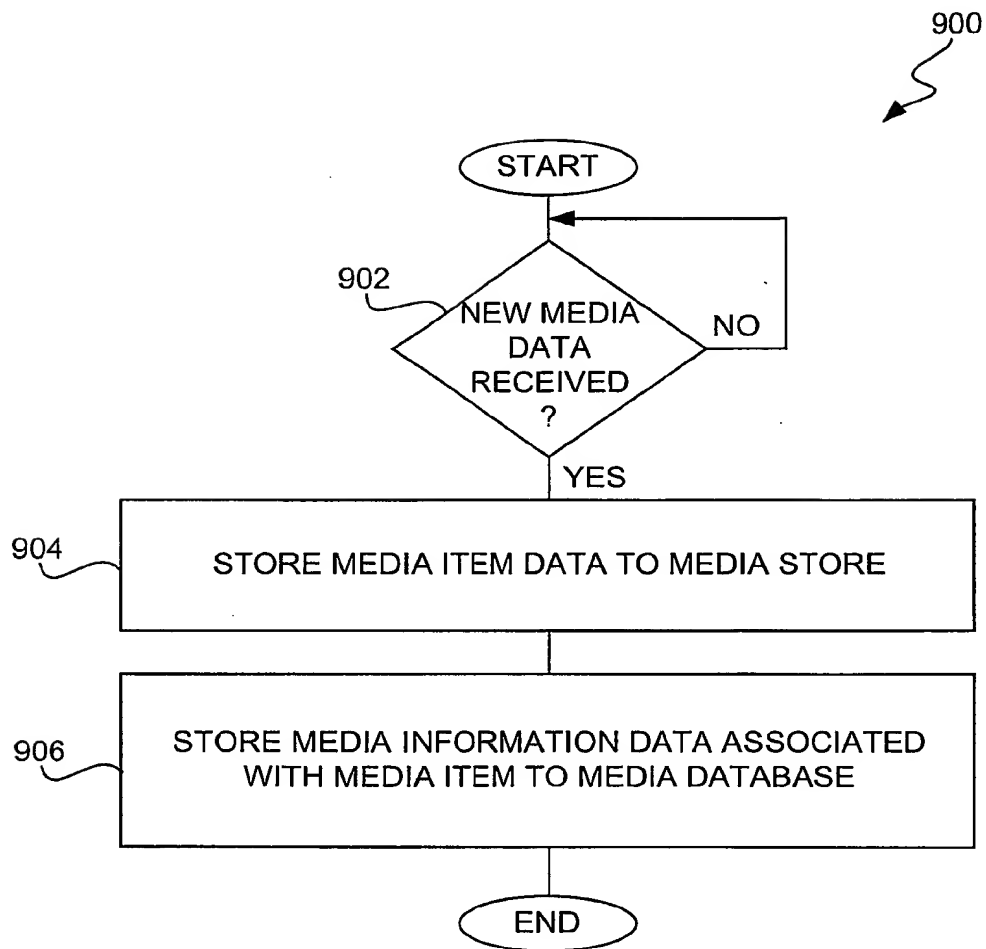 900
START
902
NEW MEDIA
DATA
RECEIVED
?
NO
YES
904
STORE MEDIA ITEM DATA TO MEDIA STORE
906
STORE MEDIA INFORMATION DATA ASSOCIATED
WITH MEDIA ITEM TO MEDIA DATABASE
END